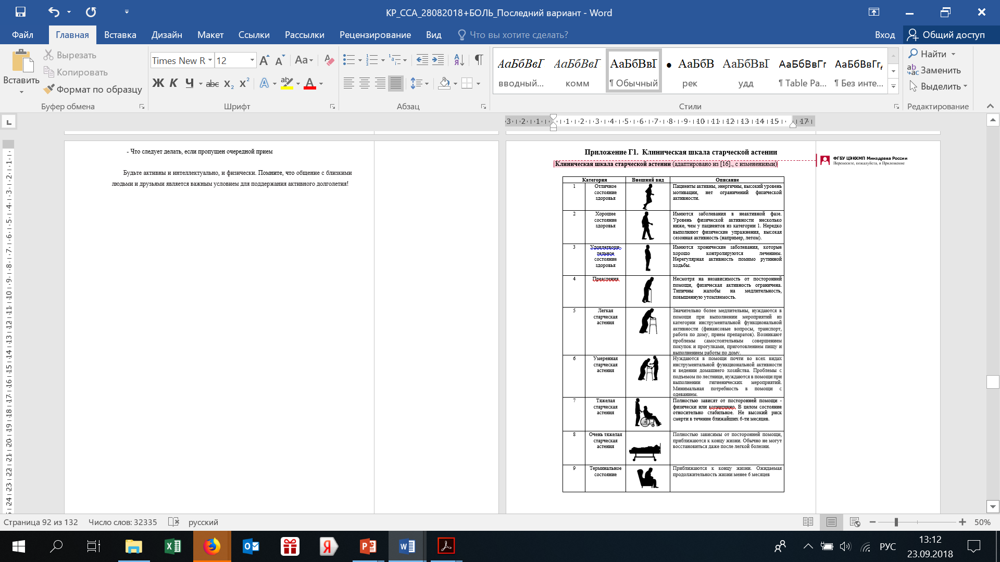 КР_ССА_28082018+БОЛЬ_Последний вариант - Word
Файл
Главная
Вставка
Дизайн
Макет
Ссылки
Рассылки
Рецензирование
Вид
Что вы хотите сделать?
Вход
Общий доступ
Вставить
Вырезать
Копировать
Формат по образцу
Буфер обмена
Times New R
12
Шрифт
Абзац
АаБбВвГ
вводный...
АаБбВвГ
комм
АаБбВвГ
¶ Обычный
АаБбВ
рек
АаБбВвГ
удд
АаБбВвГг
¶ Table Pa...
АаБбВвГг,
¶ Без инте...
Стили
Найти
Заменить
Выделить
Редактирование
- Что следует делать, если пропущен очередной прием
Будьте активны и интеллектуально, и физически. Помните, что общение с близкими
людьми и друзьями является важным условием для поддержания активного долголетия!
Приложение Г1. Клиническая шкала старческой астении
Клиническая шкала старческой астении (адаптировано из [16]., с изменениями)
ФГБУ ЦЭККМП Минздрава России
Перенесите, пожалуйста, в Приложение
Категория
Внешний вид
Описание
1
Отличное
состояние
здоровья
Пациенты активны, энергичны, высокий уровень
мотивации, нет ограничений физической
активности.
2
Хорошее
состояние
здоровья
Имеются заболевания в неактивной фазе.
Уровень физической активности несколько
ниже, чем у пациентов из категории 1. Нередко
выполняют физические упражнения, высокая
сезонная активность (например, летом).
3
Удовлетвори-
тельное
состояние
здоровья
Имеются хронические заболевания, которые
хорошо контролируются лечением.
Нерегулярная активность помимо рутинной
ходьбы.
4
Преастения
Несмотря на независимость от посторонней
помощи, физическая активность ограничена.
Типичны жалобы на медлительность,
повышенную утомляемость.
5
Легкая
старческая
астения
Значительно более медлительны, нуждаются в
помощи при выполнении мероприятий из
категории инструментальной функциональной
активности (финансовые вопросы, транспорт,
работа по дому, прием препаратов). Возникают
проблемы самостоятельным совершением
покупок и прогулками, приготовлением пищу и
выполнением работы по дому.
6
Умеренная
старческая
астения
Нуждаются в помощи почти во всех видах
инструментальной функциональной активности
и ведении домашнего хозяйства. Проблемы с
подъемом по лестнице, нуждаются в помощи при
выполнении гигиенических мероприятий.
Минимальная потребность в помощи с
одеванием.
7
Тяжелая
старческая
астения
Полностью зависят от посторонней помощи -
физически или когнитивно. В целом состояние
относительно стабильное. Не высокий риск
смерти в течение ближайших 6-ти месяцев.
8
Очень тяжелая
старческая
астения
Полностью зависимы от посторонней помощи,
приближаются к концу жизни. Обычно не могут
восстановиться даже после легкой болезни.
9
Терминальное
состояние
Приближаются к концу жизни. Ожидаемая
продолжительность жизни менее 6 месяцев
Страница 92 из 132
Число слов: 32335
русский
50%
РУС
13:12
23.09.2018